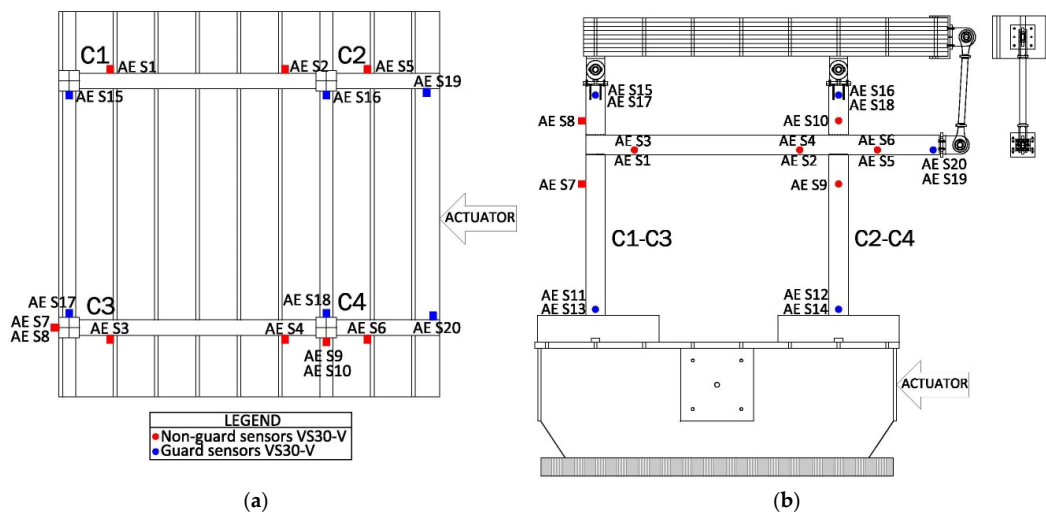 C1
C2
AE S1
AE S2
AE S5
AE S19
AE S15
AE S16
ACTUATOR
AE S17
C3
AE S18
C4
AE S7
AE S8
AE S3
AE S4
AE S6
AE S20
AE S9
AE S10
LEGEND
Non-guard sensors VS30-V
Guard sensors VS30-V
(a)
AE S15
AE S17
AE S16
AE S18
AE S8
AE S10
AE S3
AE S1
AE S4
AE S2
AE S6
AE S5
AE S20
AE S19
AE S7
AE S9
C1-C3
C2-C4
AE S11
AE S13
AE S12
AE S14
ACTUATOR
(b)